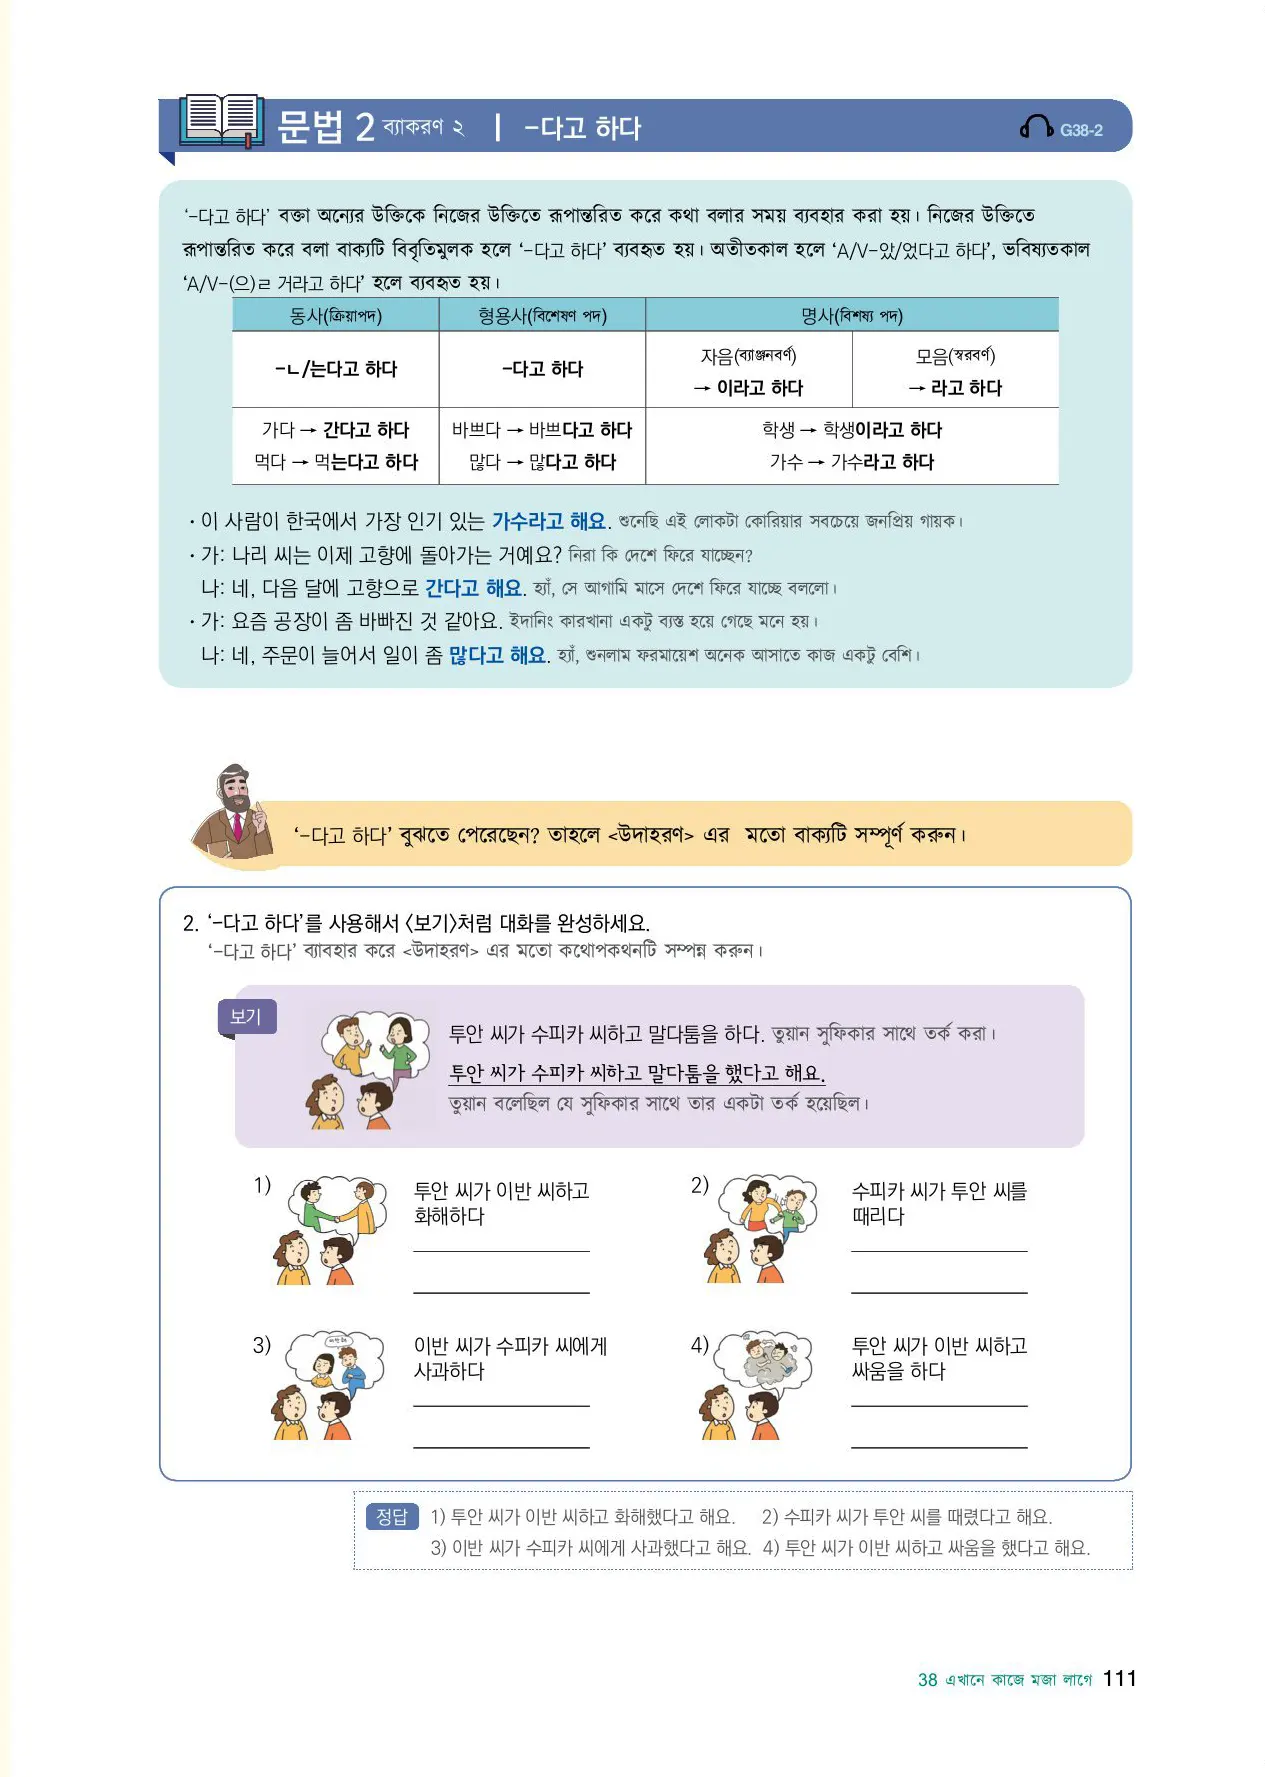 문법 2 ব্যাকরণ ২ | -다고 하다
G38-2
‘-다고 하다’ বক্তা অন্যের উক্তিকে নিজের উক্তিতে রূপান্তরিত করে কথা বলার সময় ব্যবহার করা হয়। নিজের উক্তিতে
রূপান্তরিত করে বলা বাক্যটি বিবৃতিমুলক হলে ‘-다고 하다’ ব্যবহৃত হয়। অতীতকাল হলে ‘A/V-았/었다고 하다’, ভবিষ্যতকাল
‘A/V-(으)ㄹ 거라고 하다’ হলে ব্যবহৃত হয়।
동사(ক্রিয়াপদ) 형용사(বিশেষণ পদ) 명사(বিশষ্য পদ)
-ㄴ/는다고 하다 -다고 하다 자음(ব্যাঞ্জনবর্ণ) 모음(স্বরবর্ণ)
→ 이라고 하다 → 라고 하다
가다 → 간다고 하다 바쁘다 → 바쁘다고 하다 학생 → 학생이라고 하다
먹다 → 먹는다고 하다 많다 → 많다고 하다 가수 → 가수라고 하다
· 이 사람이 한국에서 가장 인기 있는 가수라고 해요. শুনেছি এই লোকটা কোরিয়ার সবচেয়ে জনপ্রিয় গায়ক।
· 가: 나리 씨는 이제 고향에 돌아가는 거예요? নিরা কি দেশে ফিরে যাচ্ছেন?
나: 네, 다음 달에 고향으로 간다고 해요. হ্যাঁ, সে আগামি মাসে দেশে ফিরে যাচ্ছে বললো।
· 가: 요즘 공장이 좀 바빠진 것 같아요. ইদানিং কারখানা একটু ব্যস্ত হয়ে গেছে মনে হয়।
나: 네, 주문이 늘어서 일이 좀 많다고 해요. হ্যাঁ, শুনলাম ফরমায়েশ অনেক আসাতে কাজ একটু বেশি।
‘-다고 하다’ বুঝতে পেরেছেন? তাহলে <উদাহরণ> এর মতো বাক্যটি সম্পূর্ণ করুন।
2. ‘-다고 하다’를 사용해서 〈보기〉처럼 대화를 완성하세요.
‘-다고 하다’ ব্যাবহার করে <উদাহরণ> এর মতো কথোপকথনটি সম্পন্ন করুন।
보기
투안 씨가 수피카 씨하고 말다툼을 하다. তুয়ান সুফিকার সাথে তর্ক করা।
투안 씨가 수피카 씨하고 말다툼을 했다고 해요.
তুয়ান বলেছিল যে সুফিকার সাথে তার একটা তর্ক হয়েছিল।
1) 투안 씨가 이반 씨하고
화해하다
2) 수피카 씨가 투안 씨를
때리다
3) 이반 씨가 수피카 씨에게
사과하다
4) 투안 씨가 이반 씨하고
싸움을 하다
정답 1) 투안 씨가 이반 씨하고 화해했다고 해요. 2) 수피카 씨가 투안 씨를 때렸다고 해요.
3) 이반 씨가 수피카 씨에게 사과했다고 해요. 4) 투안 씨가 이반 씨하고 싸움을 했다고 해요.
38 এখানে কাজে মজা লাগে 111